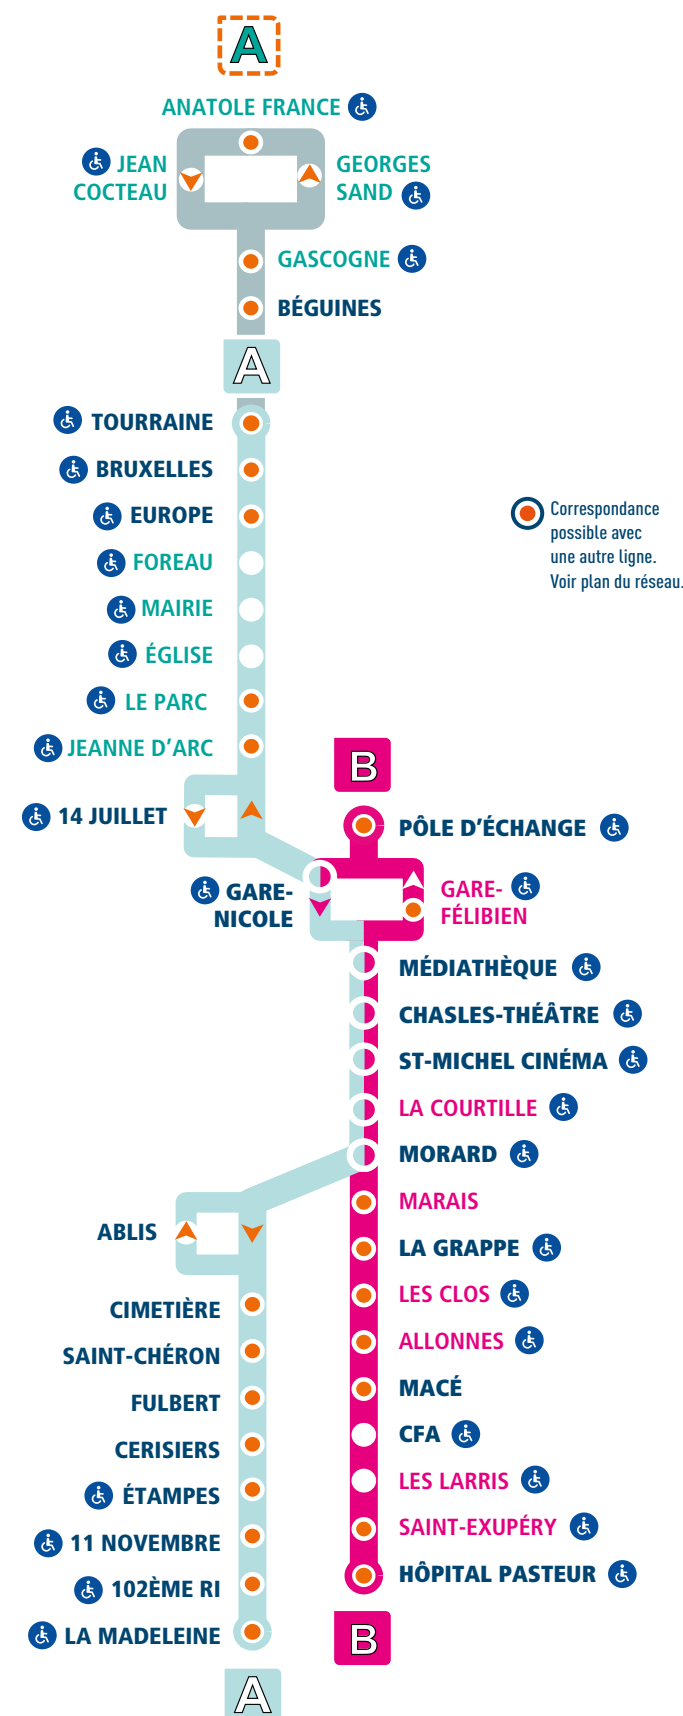 A
ANATOLE FRANCE
JEAN
COCTEAU
GEORGES
SAND
GASCOGNE
BÉGUINES
A
TOURRAINE
BRUXELLES
EUROPE
Correspondance
possible avec
une autre ligne.
Voir plan du réseau.
FOREAU
MAIRIE
ÉGLISE
LE PARC
JEANNE D'ARC
B
14 JUILLET
PÔLE D'ÉCHANGE
GARE-
NICOLE
GARE-
FÉLIBIEN
MÉDIATHÈQUE
CHASLES-THÉÂTRE
ST-MICHEL CINÉMA
LA COURTILLE
MORARD
MARAIS
ABLIS
LA GRAPPE
LES CLOS
CIMETIÈRE
ALLONNES
SAINT-CHÉRON
MACÉ
FULBERT
CFA
CERISIERS
LES LARRIS
ÉTAMPES
SAINT-EXUPÉRY
11 NOVEMBRE
HÔPITAL PASTEUR
102ÈME RI
LA MADELEINE
B
A